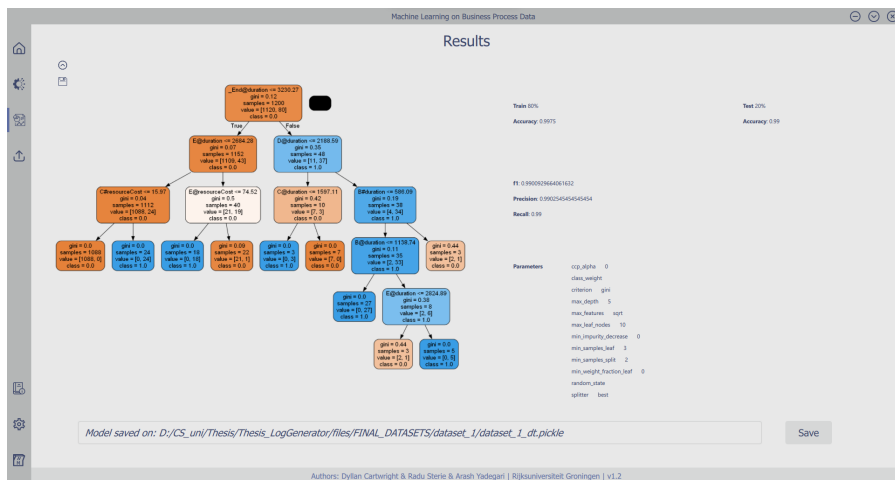 Machine Learning on Business Process Data
Results
_End@duration <= 3230.27
gini = 0.12
samples = 1200
value = [1120, 80]
class = 0.0
True
False
E@duration <= 2884.28
gini = 0.07
samples = 1152
value = [1109, 43]
class = 0.0
D@duration <= 2188.59
gini = 0.35
samples = 48
value = [11, 37]
class = 1.0
C#resourceCost <= 15.97
gini = 0.04
samples = 1112
value = [1088, 24]
class = 0.0
E@resourceCost <= 74.52
gini = 0.5
samples = 40
value = [21, 19]
class = 0.0
C@duration <= 1597.11
gini = 0.42
samples = 10
value = [7, 3]
class = 0.0
B#duration <= 586.09
gini = 0.19
samples = 38
value = [4, 34]
class = 1.0
gini = 0.0
samples = 1088
value = [1088, 0]
class = 0.0
gini = 0.0
samples = 24
value = [0, 24]
class = 1.0
gini = 0.0
samples = 18
value = [0, 18]
class = 1.0
gini = 0.09
samples = 22
value = [21, 1]
class = 0.0
gini = 0.0
samples = 3
value = [0, 3]
class = 1.0
gini = 0.0
samples = 7
value = [7, 0]
class = 0.0
B@duration <= 1138.74
gini = 0.11
samples = 35
value = [2, 33]
class = 1.0
gini = 0.44
samples = 3
value = [2, 1]
class = 0.0
gini = 0.0
samples = 27
value = [0, 27]
class = 1.0
E@duration <= 2824.89
gini = 0.38
samples = 8
value = [2, 6]
class = 1.0
gini = 0.44
samples = 3
value = [2, 1]
class = 0.0
gini = 0.0
samples = 5
value = [0, 5]
class = 1.0
Train 80%
Accuracy: 0.9975
Test 20%
Accuracy: 0.99
f1: 0.9900929664061632
Precision: 0.9902545454545454
Recall: 0.99
Parameters
ccp_alpha 0
class_weight
criterion gini
max_depth 5
max_features sqrt
max_leaf_nodes 10
min_impurity_decrease 0
min_samples_leaf 3
min_samples_split 2
min_weight_fraction_leaf 0
random_state
splitter best
Model saved on: D:/CS_uni/Thesis/Thesis_LogGenerator/files/FINAL_DATASETS/dataset_1/dataset_1_dt.pickle
Save
Authors: Dyllan Cartwright & Radu Sterie & Arash Yadegari | Rijksuniversiteit Groningen | v1.2